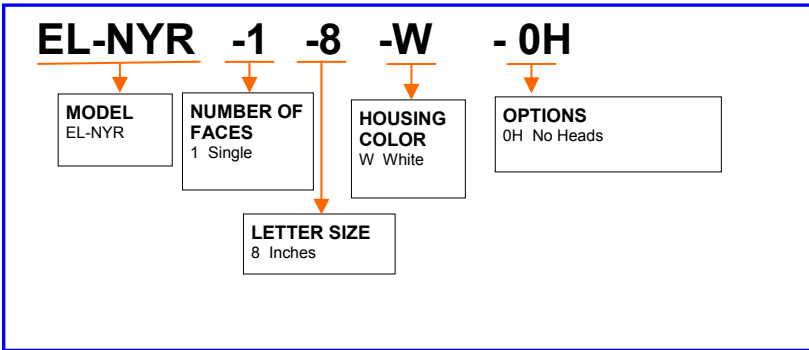 EL-NYR -1 -8 -W - 0H
MODEL
EL-NYR
NUMBER OF
FACES
1 Single
HOUSING
COLOR
W White
OPTIONS
0H No Heads
LETTER SIZE
8 Inches